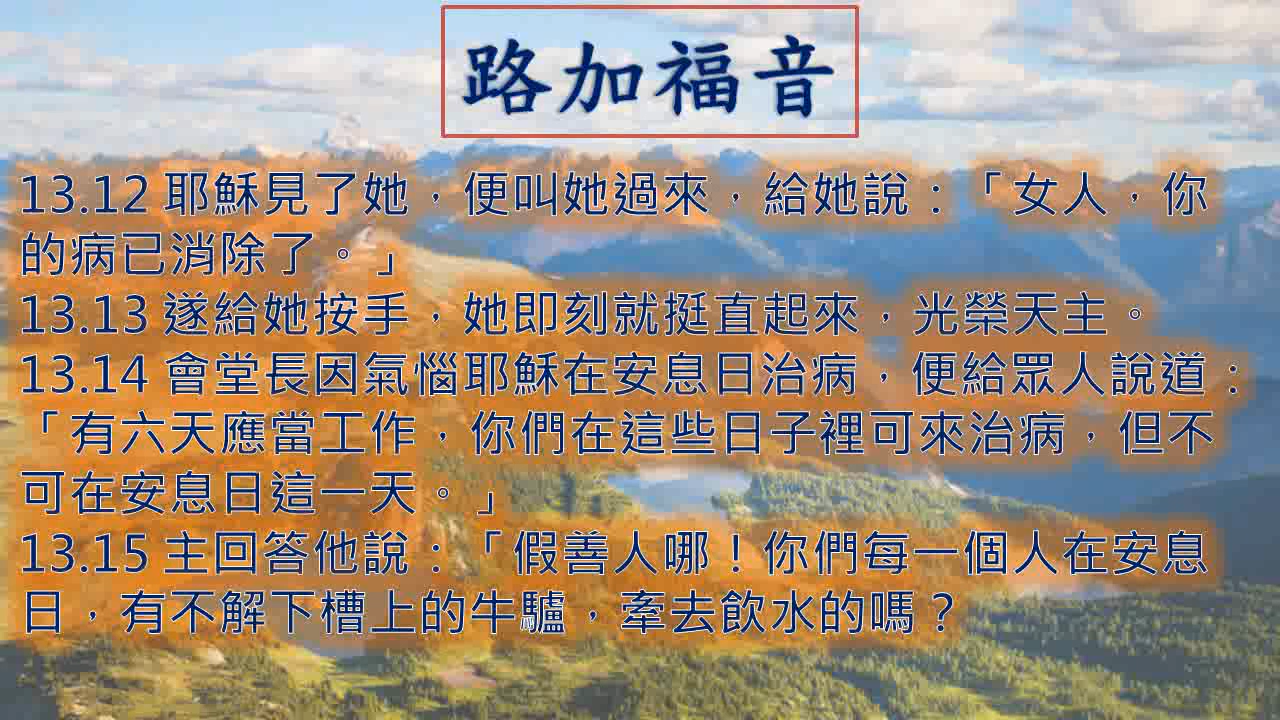 路加福音
13.12 耶穌見了她，便叫她過來，給她說：「女人，你
的病已消除了。」
13.13 遂給她按手，她即刻就挺直起來，光榮天主。
13.14 會堂長因氣惱耶穌在安息日治病，便給眾人說道：
「有六天應當工作，你們在這些日子裡可來治病，但不
可在安息日這一天。」
13.15 主回答他說：「假善人哪！你們每一個人在安息
日，有不解下槽上的牛驢，牽去飲水的嗎？